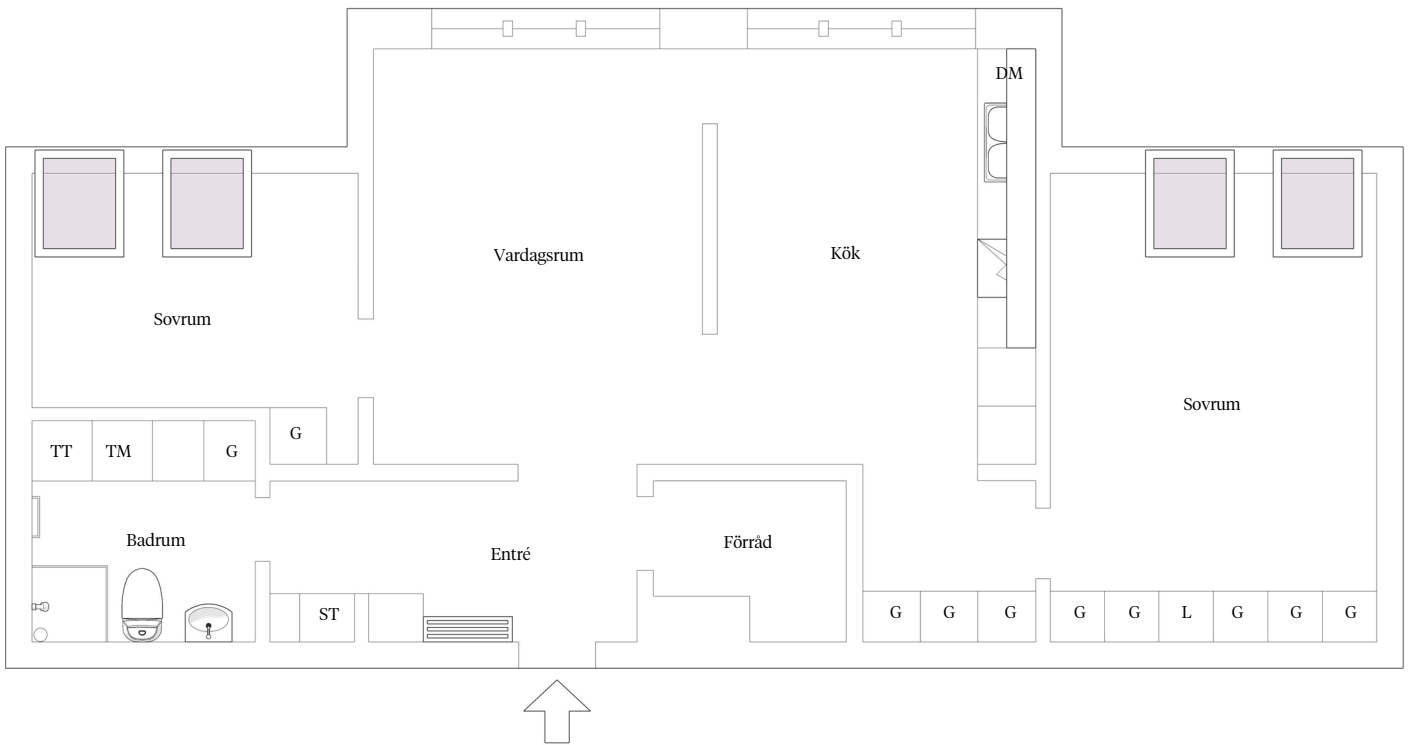 DM
Vardagsrum
Kök
Sovrum
Sovrum
G
TT TM G
Badrum
Entré
Förråd
ST
G G G G G L G G G